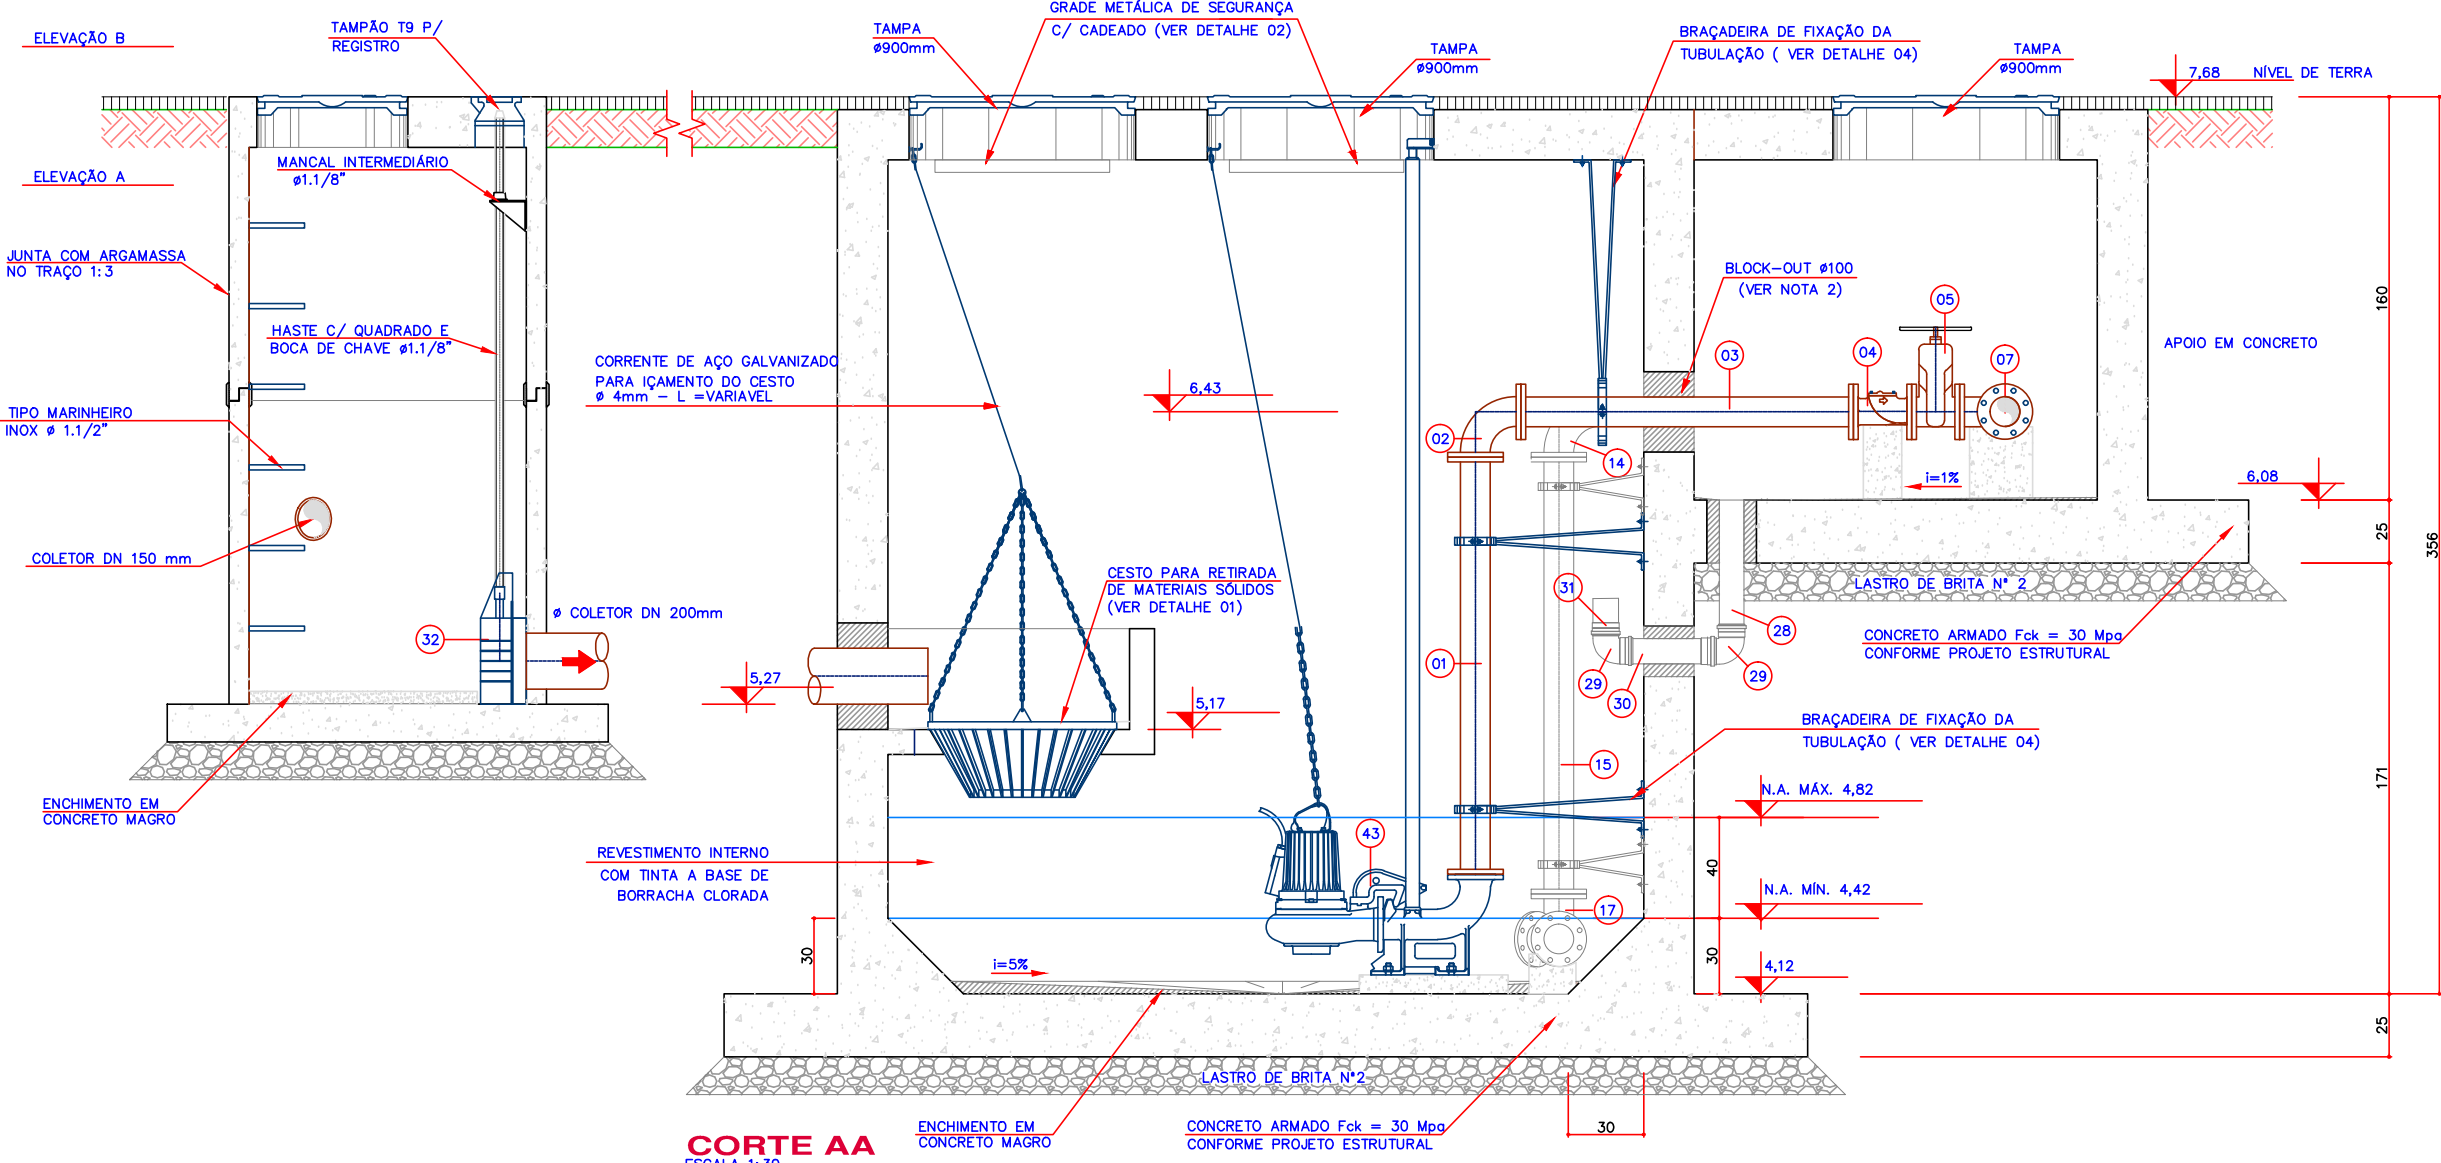 ELEVAÇÃO B
TAMPÃO T9 P/
REGISTRO
TAMPA
ø900mm
GRADE METÁLICA DE SEGURANÇA
C/ CADEADO (VER DETALHE 02)
TAMPA
ø900mm
BRAÇADEIRA DE FIXAÇÃO DA
TUBULAÇÃO ( VER DETALHE 04)
TAMPA
ø900mm
7,68 NÍVEL DE TERRA
ELEVAÇÃO A
MANCAL INTERMEDIÁRIO
ø1.1/8"
JUNTA COM ARGAMASSA
NO TRAÇO 1:3
HASTE C/ QUADRADO E
BOCA DE CHAVE ø1.1/8"
TIPO MARINHEIRO
INOX ø 1.1/2"
COLETOR DN 150 mm
32
ø COLETOR DN 200mm
ENCHIMENTO EM
CONCRETO MAGRO
CORRENTE DE AÇO GALVANIZADO
PARA IÇAMENTO DO CESTO
ø 4mm – L =VARIAVEL
6,43
BLOCK–OUT ø100
(VER NOTA 2)
03
04
05
07
02
14
APOIO EM CONCRETO
160
i=1%
6,08
25
356
LASTRO DE BRITA N° 2
CONCRETO ARMADO Fck = 30 Mpa
CONFORME PROJETO ESTRUTURAL
CESTO PARA RETIRADA
DE MATERIAIS SÓLIDOS
(VER DETALHE 01)
31
28
29
30
29
01
5,27
5,17
BRAÇADEIRA DE FIXAÇÃO DA
TUBULAÇÃO ( VER DETALHE 04)
15
171
N.A. MÁX. 4,82
43
40
REVESTIMENTO INTERNO
COM TINTA A BASE DE
BORRACHA CLORADA
N.A. MÍN. 4,42
17
30
i=5%
30
4,12
25
LASTRO DE BRITA N°2
ENCHIMENTO EM
CONCRETO MAGRO
CONCRETO ARMADO Fck = 30 Mpa
CONFORME PROJETO ESTRUTURAL
30
CORTE AA